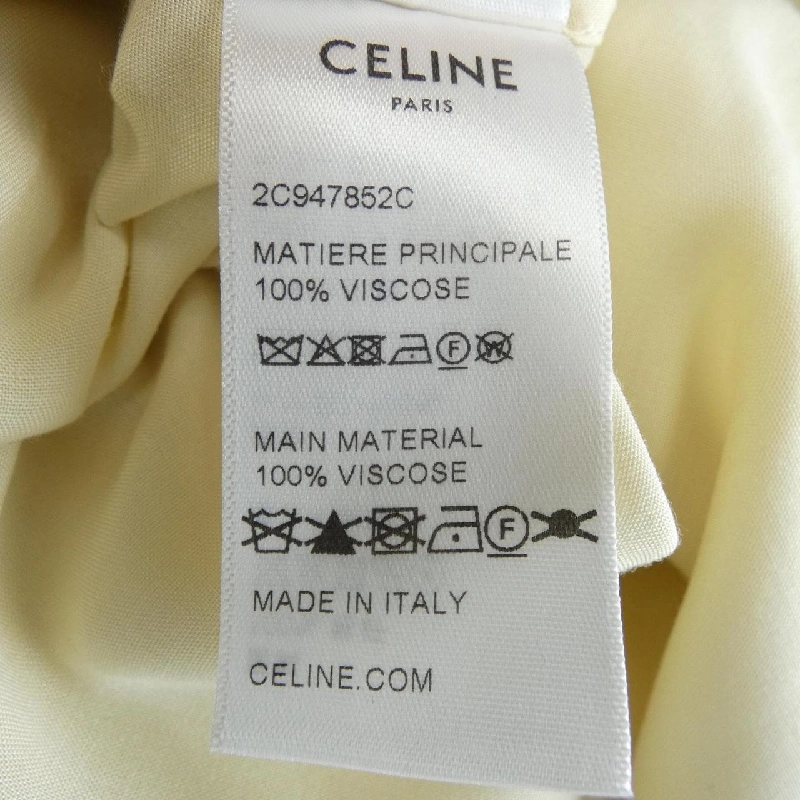 CELINE
PARIS
2C947852C
MATIERE PRINCIPALE
100% VISCOSE
W
F
MAIN MATERIAL
100% VISCOSE
F
MADE IN ITALY
CELINE.COM